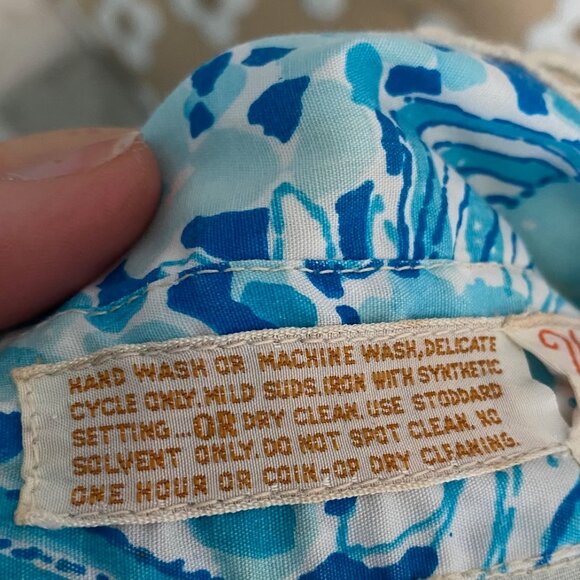 HAND WASH OR MACHINE WASH, DELICATE
CYCLE ONLY. MILD SUDS. IRON WITH SYNTHETIC
SETTING...OR DRY CLEAN. USE STODDARD
SOLVENT ONLY. DO NOT SPOT CLEAN. NO
ONE HOUR OR COIN-OP DRY CLEANING.